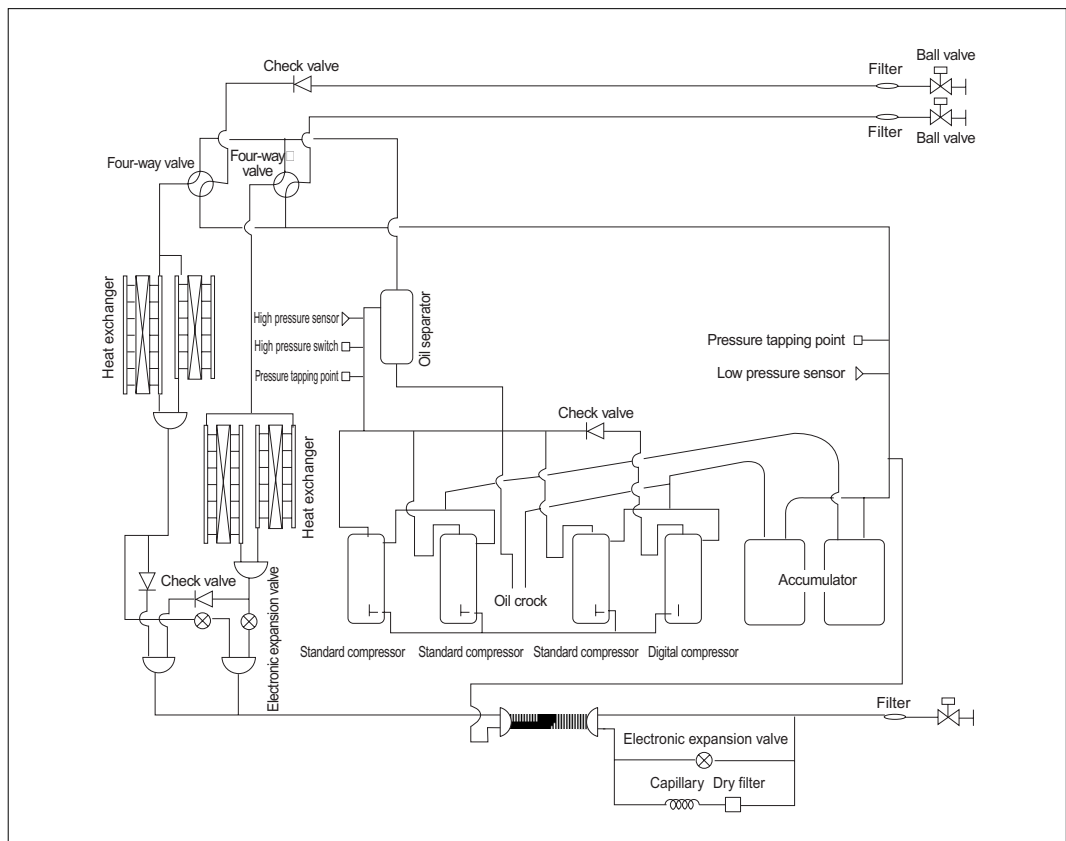 Ball valve
Check valve
Filter
Filter
Ball valve
Four-way valve
Four-way□
valve
Heat exchanger
High pressure sensor
High pressure switch
Pressure tapping point
Oil separator
Pressure tapping point
Low pressure sensor
Check valve
Heat exchanger
Check valve
Electronic expansion valve
Oil crock
Accumulator
Standard compressor
Standard compressor
Standard compressor
Digital compressor
Filter
Electronic expansion valve
Capillary
Dry filter